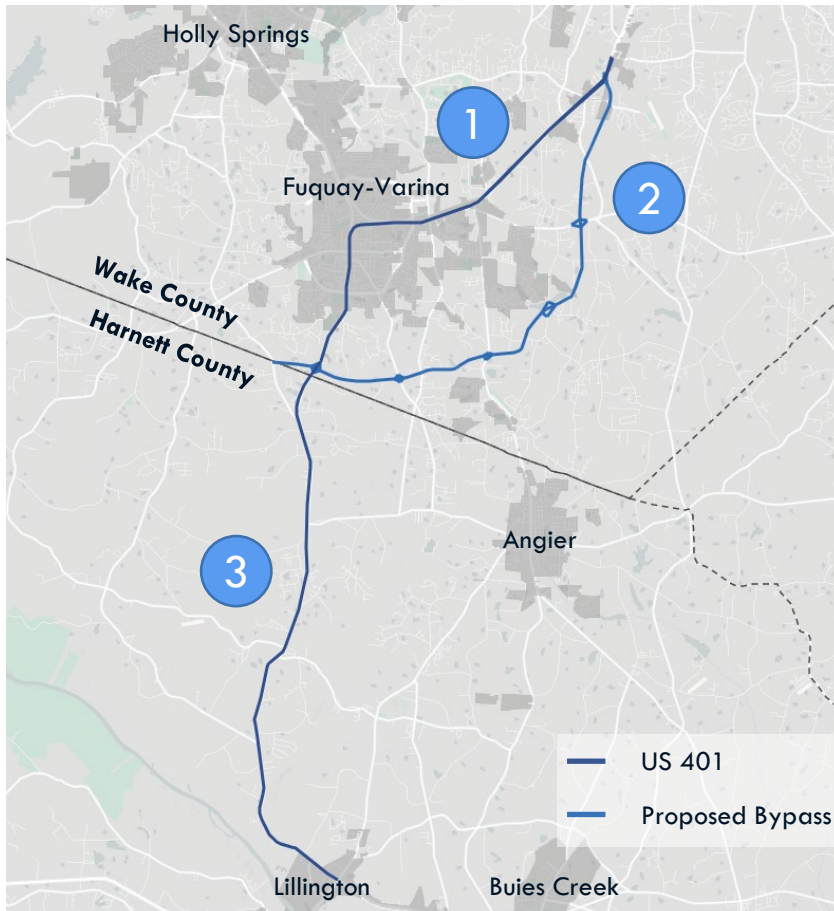 Holly Springs
1
Fuquay-Varina
2
Wake County
Harnett County
3
Angier
US 401
Proposed Bypass
Lillington
Buies Creek